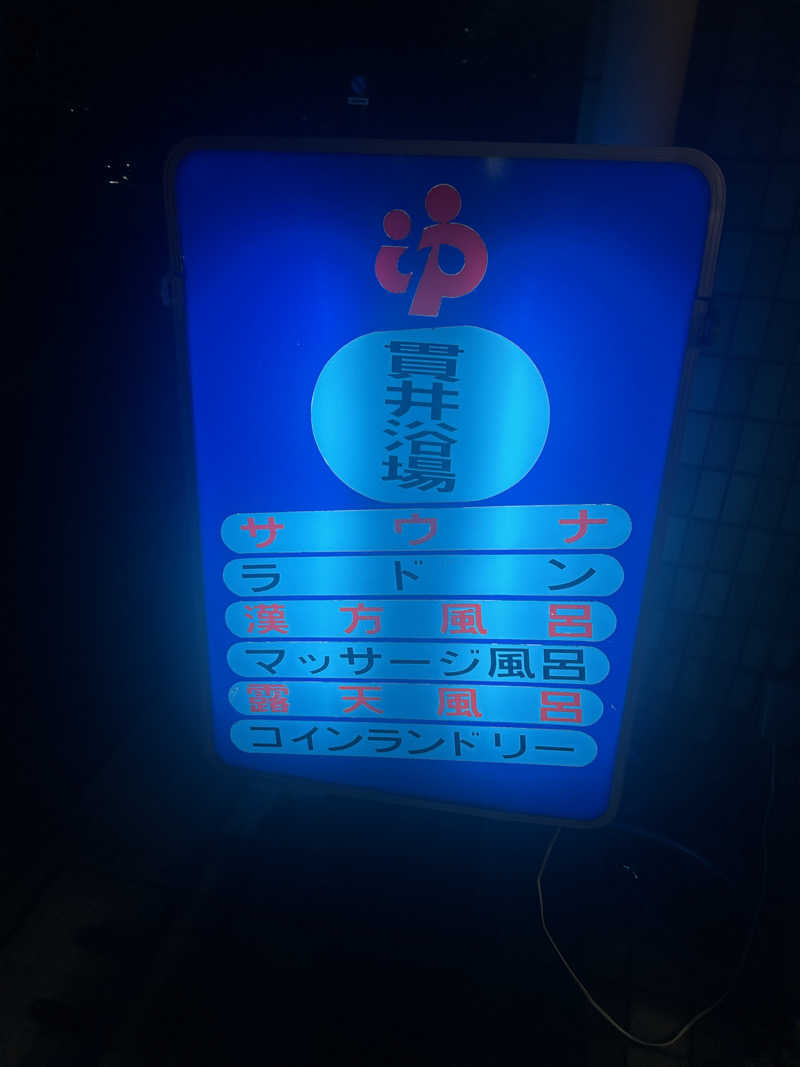 ゆ
貫井浴場
サウナ
ラドン
漢方風呂
マッサージ風呂
露天風呂
コインランドリー